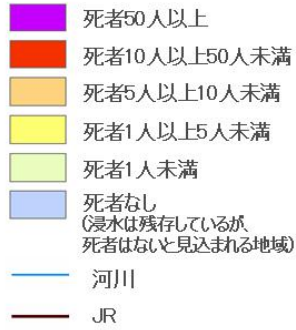 死者50人以上
死者10人以上50人未満
死者5人以上10人未満
死者1人以上5人未満
死者1人未満
死者なし
(浸水は残存しているが、
死者はないと見込まれる地域)
河川
JR